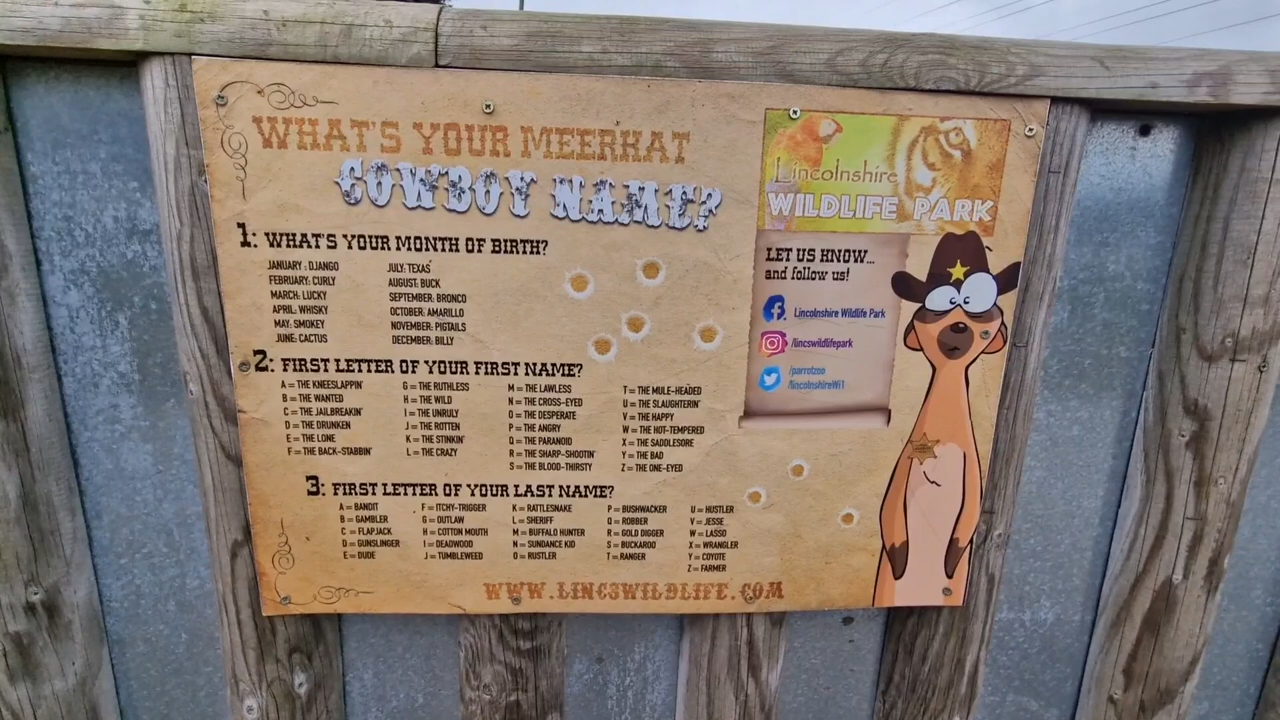 WHAT'S YOUR MEERKAT
COWBOY NAME?
1: WHAT'S YOUR MONTH OF BIRTH?
JANUARY : DJANGO
FEBRUARY: CURLY
MARCH: LUCKY
APRIL: WHISKY
MAY: SMOKEY
JUNE: CACTUS
JULY: TEXAS
AUGUST: BUCK
SEPTEMBER: BRONCO
OCTOBER: AMARILLO
NOVEMBER: PIGTAILS
DECEMBER: BILLY
2: FIRST LETTER OF YOUR FIRST NAME?
A = THE KNEESLAPPIN'
B = THE WANTED
C = THE JAILBREAKIN'
D = THE DRUNKEN
E = THE LONE
F = THE BACK-STABBIN'
G = THE RUTHLESS
H = THE WILD
I = THE UNRULY
J = THE ROTTEN
K = THE STINKIN'
L = THE CRAZY
M = THE LAWLESS
N = THE CROSS-EYED
O = THE DESPERATE
P = THE ANGRY
Q = THE PARANOID
R = THE SHARP-SHOOTIN'
S = THE BLOOD-THIRSTY
T = THE MULE-HEADED
U = THE SLAUGHTERIN'
V = THE HAPPY
W = THE HOT-TEMPERED
X = THE SADDLESORE
Y = THE BAD
Z = THE ONE-EYED
3: FIRST LETTER OF YOUR LAST NAME?
A = BANDIT
B = GAMBLER
C = FLAPJACK
D = GUNSLINGER
E = DUDE
F = ITCHY-TRIGGER
G = OUTLAW
H = COTTON MOUTH
I = DEADWOOD
J = TUMBLEWEED
K = RATTLESNAKE
L = SHERIFF
M = BUFFALO HUNTER
N = SUNDANCE KID
O = RUSTLER
P = BUSHWACKER
Q = ROBBER
R = GOLD DIGGER
S = BUCKAROO
T = RANGER
U = HUSTLER
V = JESSE
W = LASSO
X = WRANGLER
Y = COYOTE
Z = FARMER
WWW.LINCSWILDLIFE.COM
Lincolnshire
WILDLIFE PARK
LET US KNOW...
and follow us!
Lincolnshire Wildlife Park
/lincswildlifepark
/parrotzoo
/lincolnshireWi1